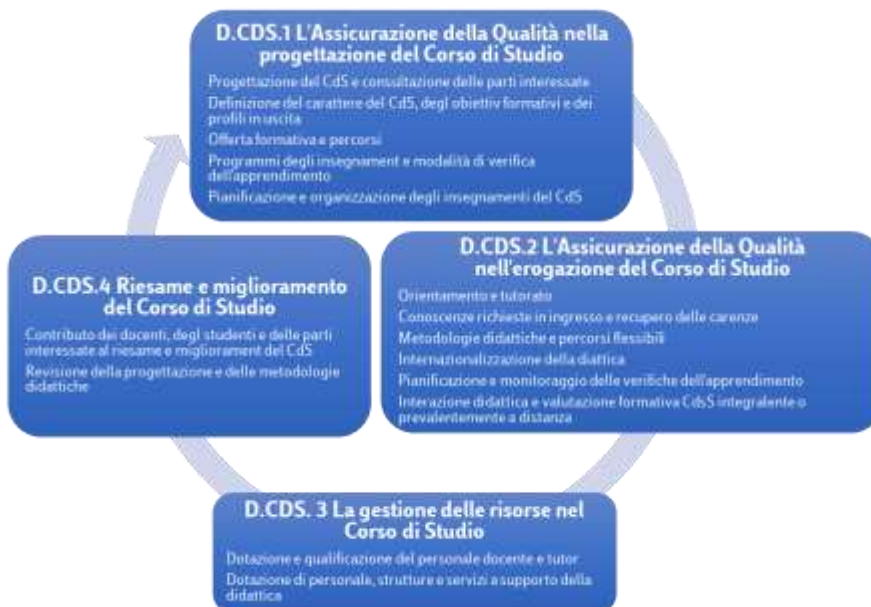 D.CDS.1 L'Assicurazione della Qualità nella
progettazione del Corso di Studio
Progettazione del CdS e consultazione delle parti interessate
Definizione del carattere del CdS, degli obiettiv formativi e dei
profili in uscita
Offerta formativa e percorsi
Programmi degli insegnament e modalità di verifica
dell'apprendimento
Pianificazione e organizzazione degli insegnamenti del CdS
D.CDS.2 L'Assicurazione della Qualità
nell'erogazione del Corso di Studio
Orientamento e tutorato
Conoscenze richieste in ingresso e recupero delle carenze
Metodologie didattiche e percorsi flessibili
Internazionalizzazione della diattica
Pianificazione e monitoraggio delle verifiche dell'apprendimento
Interazione didattica e valutazione formativa CdsS integralente o
prevalentemente a distanza
D.CDS. 3 La gestione delle risorse nel
Corso di Studio
Dotazione e qualificazione del personale docente e tutor
Dotazione di personale, strutture e servizi a supporto della
didattica
D.CDS.4 Riesame e miglioramento
del Corso di Studio
Contributo dei docenti, degli studenti e delle parti
interessate al riesame e migliorament del CdS
Revisione della progettazione e delle metodologie
didattiche